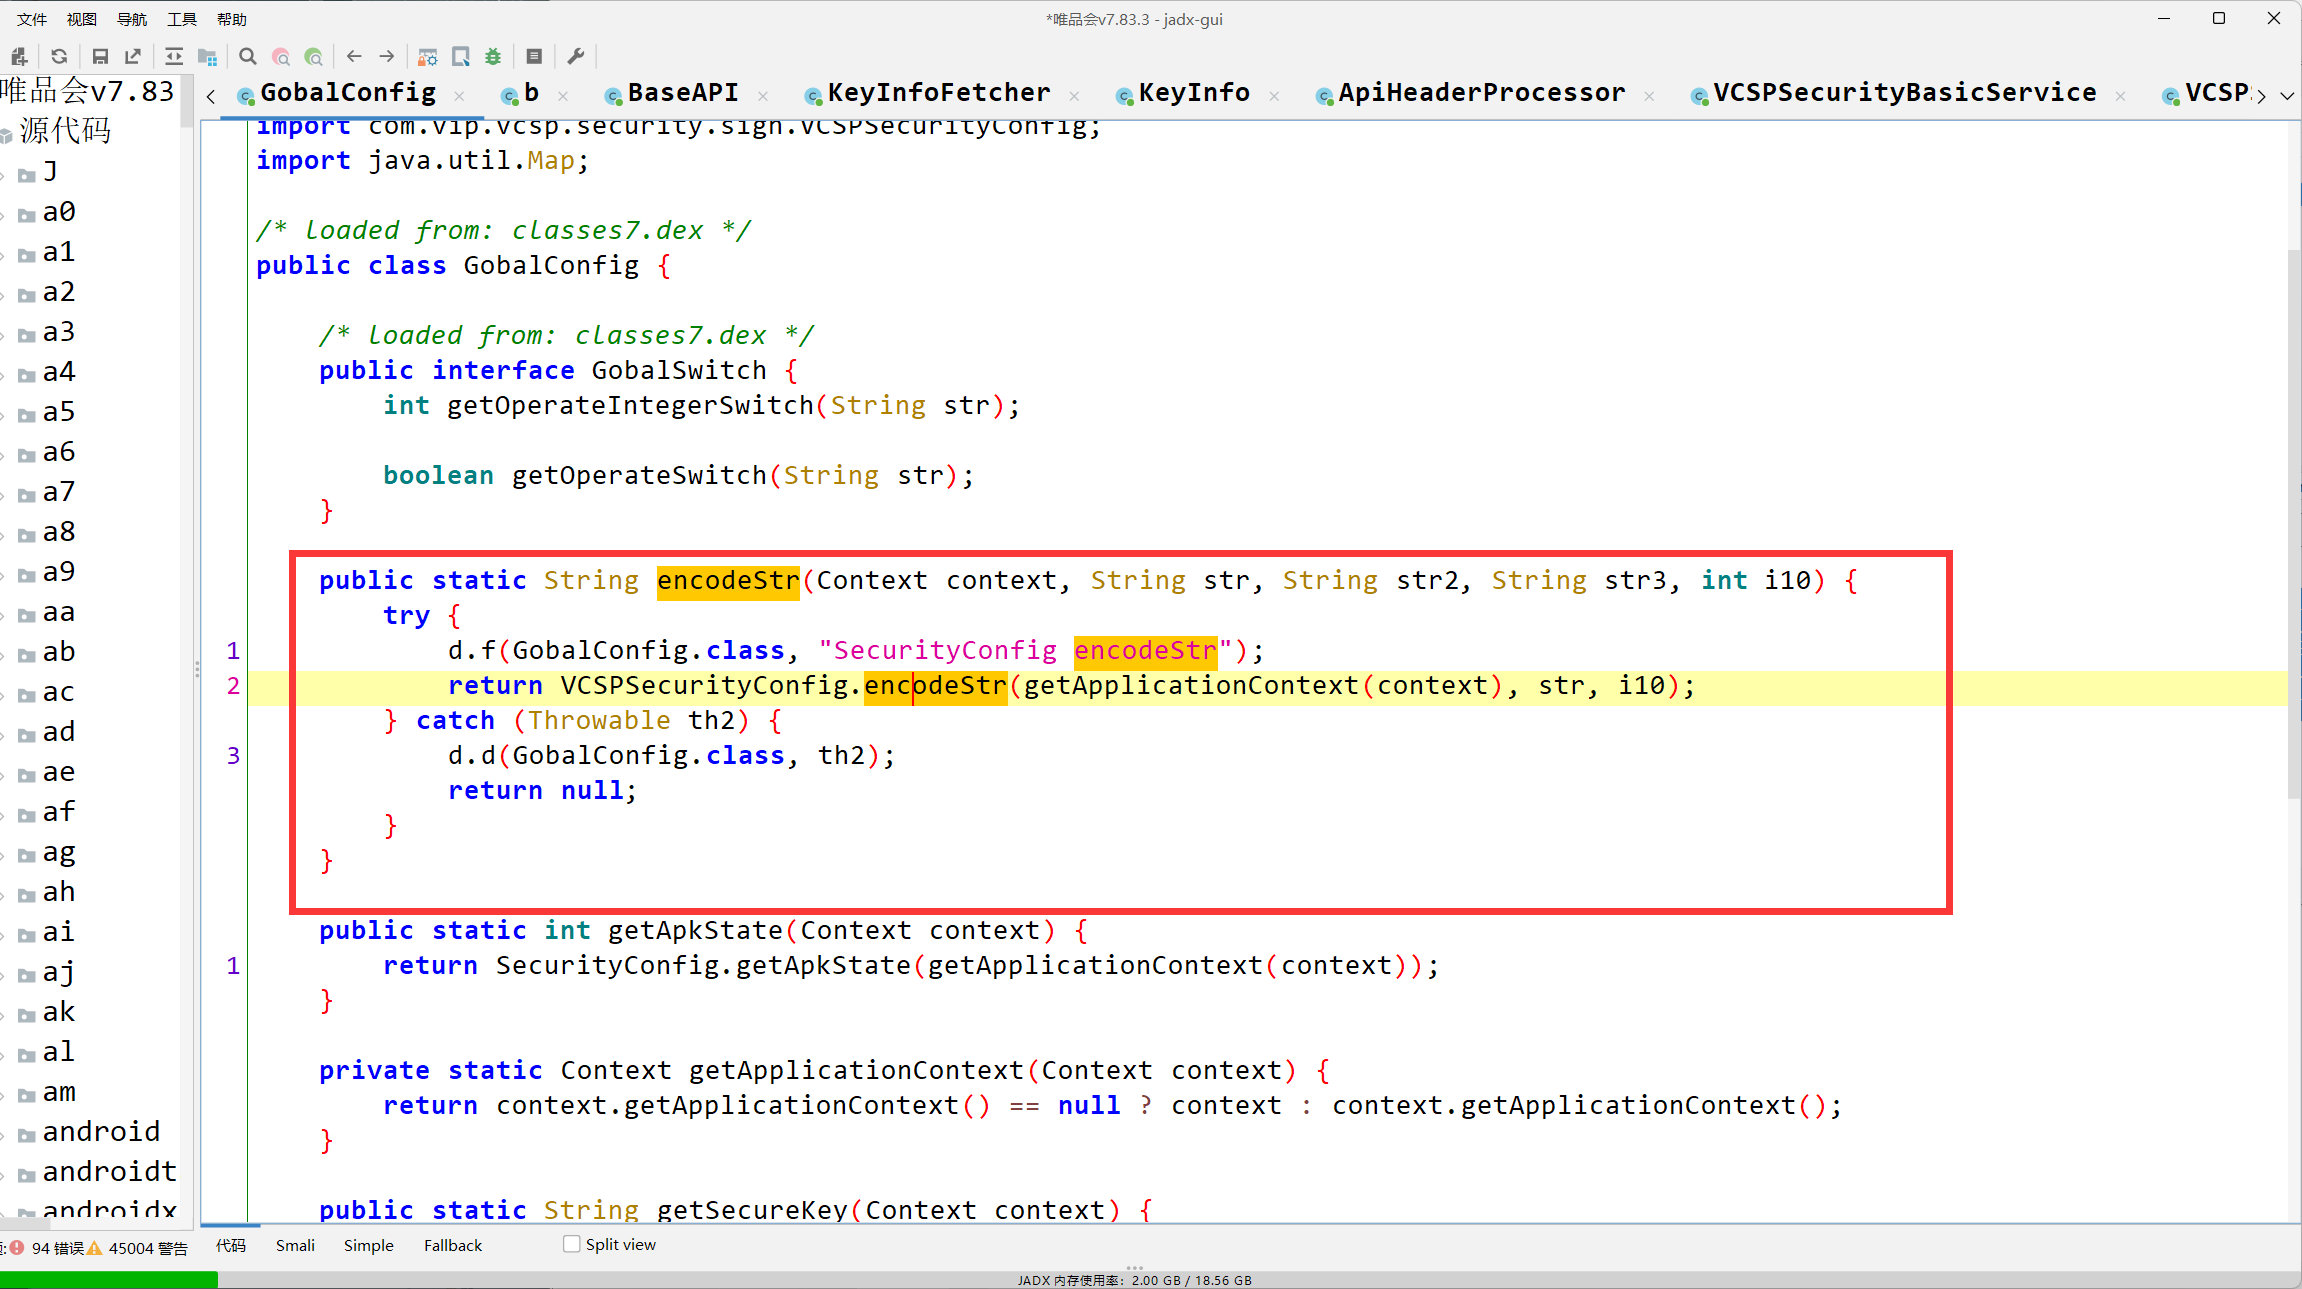 文件 视图 导航 工具 帮助
*唯品会v7.83.3 - jadx-gui
GobalConfig b BaseAPI KeyInfoFetcher KeyInfo ApiHeaderProcessor VCSPSecurityBasicService VCSP
唯品会v7.83
源代码
J
a0
a1
a2
a3
a4
a5
a6
a7
a8
a9
aa
ab
ac
ad
ae
af
ag
ah
ai
aj
ak
al
am
android
androidt
androidx
import com.vip.vcsp.security.sign.VCSPSecurityConfig;
import java.util.Map;
/* loaded from: classes7.dex */
public class GobalConfig {
/* loaded from: classes7.dex */
public interface GobalSwitch {
int getOperateIntegerSwitch(String str);
boolean getOperateSwitch(String str);
}
public static String encodeStr(Context context, String str, String str2, String str3, int i10) {
try {
1 d.f(GobalConfig.class, "SecurityConfig encodeStr");
2 return VCSPSecurityConfig.encodeStr(getApplicationContext(context), str, i10);
} catch (Throwable th2) {
3 d.d(GobalConfig.class, th2);
return null;
}
}
public static int getApkState(Context context) {
1 return SecurityConfig.getApkState(getApplicationContext(context));
}
private static Context getApplicationContext(Context context) {
return context.getApplicationContext() == null ? context : context.getApplicationContext();
}
public static String getSecureKey(Context context) {
94 错误 45004 警告
代码 Smali Simple Fallback Split view
JADX 内存使用率: 2.00 GB / 18.56 GB